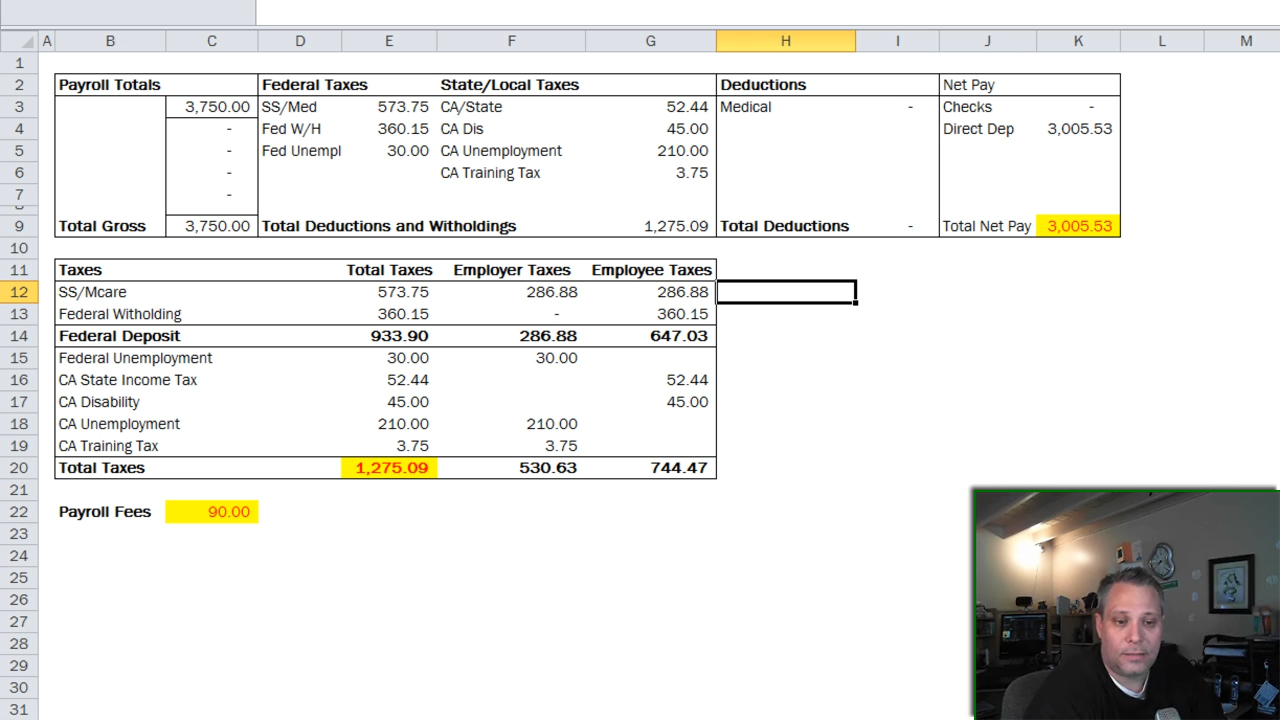 A B C D E F G H I J K L M
1
2 Payroll Totals Federal Taxes State/Local Taxes Deductions Net Pay
3 3,750.00 SS/Med 573.75 CA/State 52.44 Medical - Checks -
4 - Fed W/H 360.15 CA Dis 45.00 Direct Dep 3,005.53
5 - Fed Unempl 30.00 CA Unemployment 210.00
6 - CA Training Tax 3.75
7 -
9 Total Gross 3,750.00 Total Deductions and Witholdings 1,275.09 Total Deductions - Total Net Pay 3,005.53
10
11 Taxes Total Taxes Employer Taxes Employee Taxes
12 SS/Mcare 573.75 286.88 286.88
13 Federal Witholding 360.15 - 360.15
14 Federal Deposit 933.90 286.88 647.03
15 Federal Unemployment 30.00 30.00
16 CA State Income Tax 52.44 52.44
17 CA Disability 45.00 45.00
18 CA Unemployment 210.00 210.00
19 CA Training Tax 3.75 3.75
20 Total Taxes 1,275.09 530.63 744.47
21
22 Payroll Fees 90.00
23
24
25
26
27
28
29
30
31